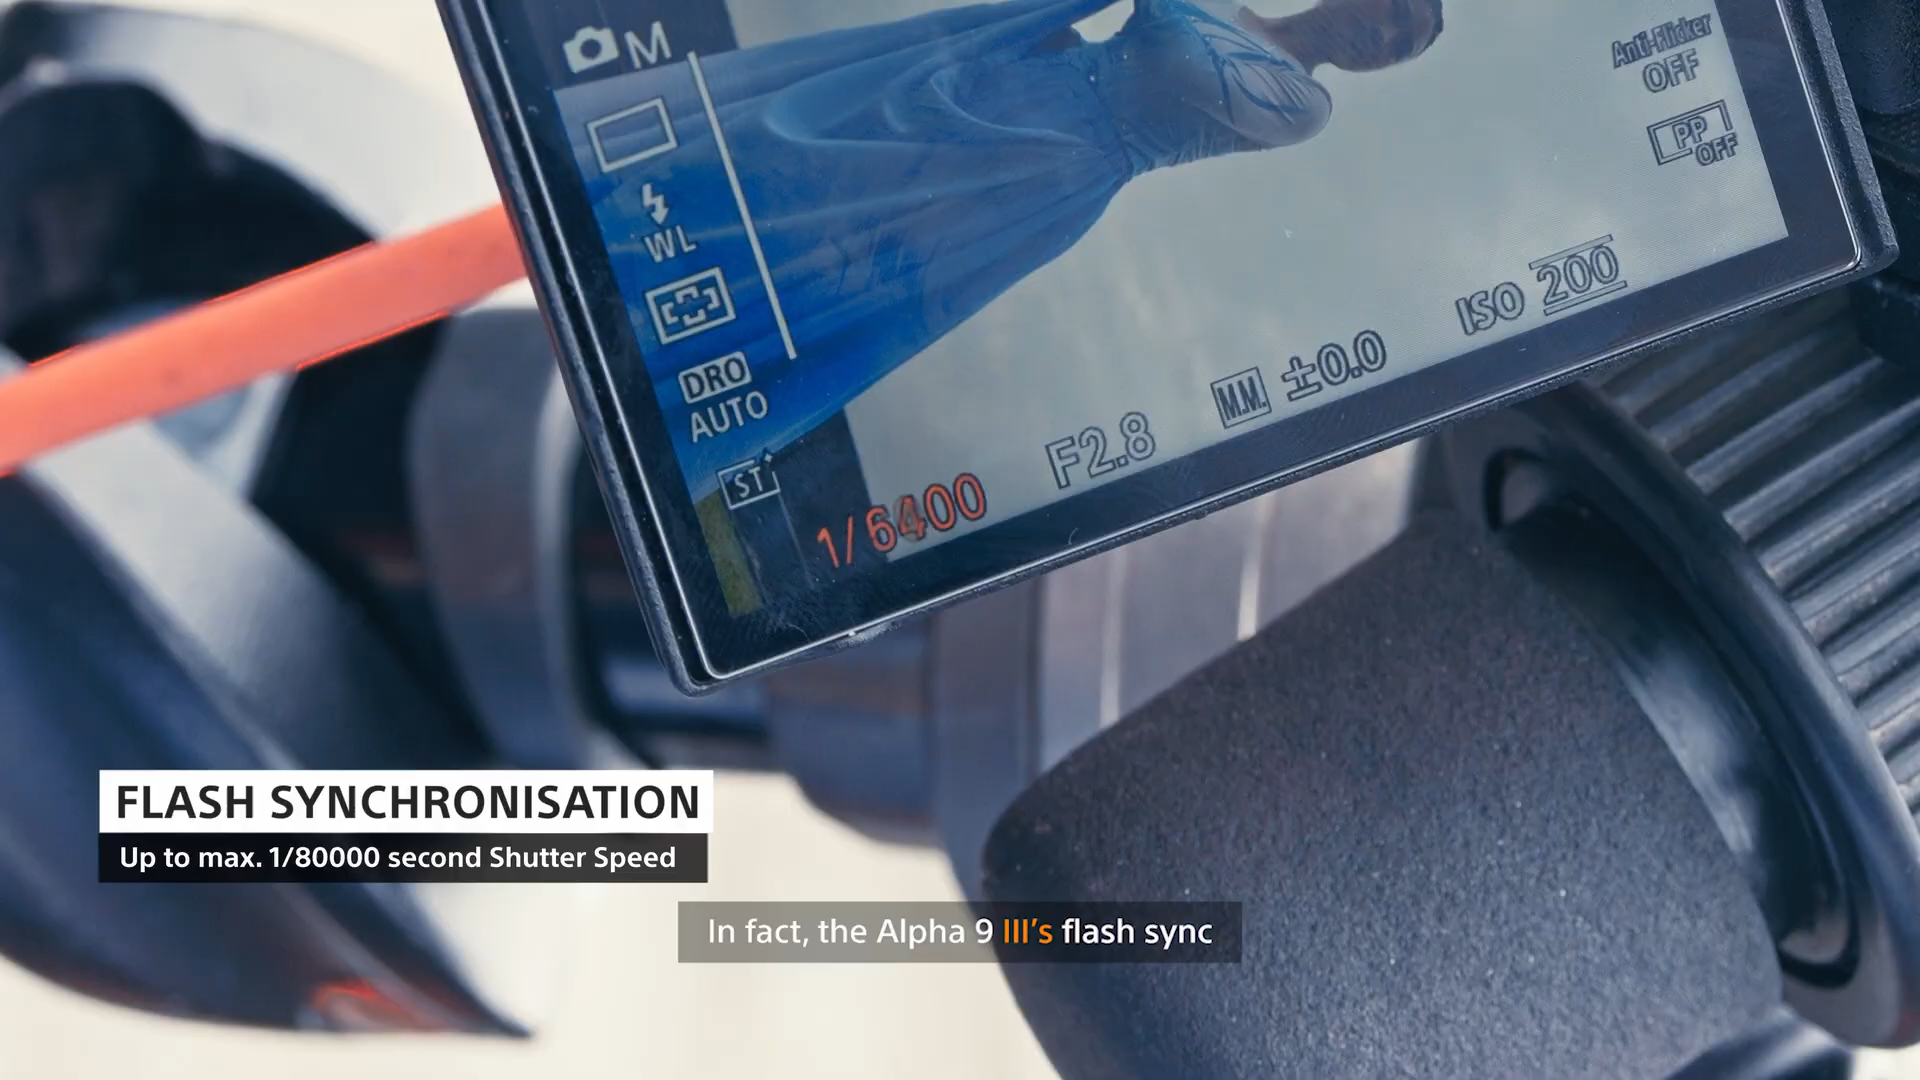 M
Anti-Flicker
OFF
PP
OFF
WL
DRO
AUTO
ST
1/6400
F2.8
M.M. ±0.0
ISO 200
FLASH SYNCHRONISATION
Up to max. 1/80000 second Shutter Speed
In fact, the Alpha 9 III's flash sync